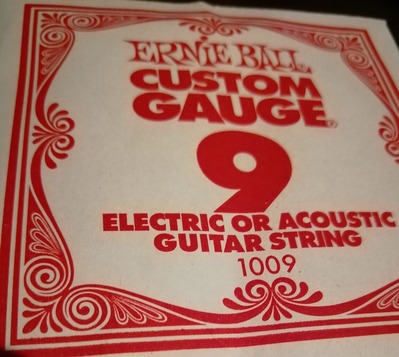 ERNIE BALL
CUSTOM
GAUGE®
9
ELECTRIC OR ACOUSTIC
GUITAR STRING
1009